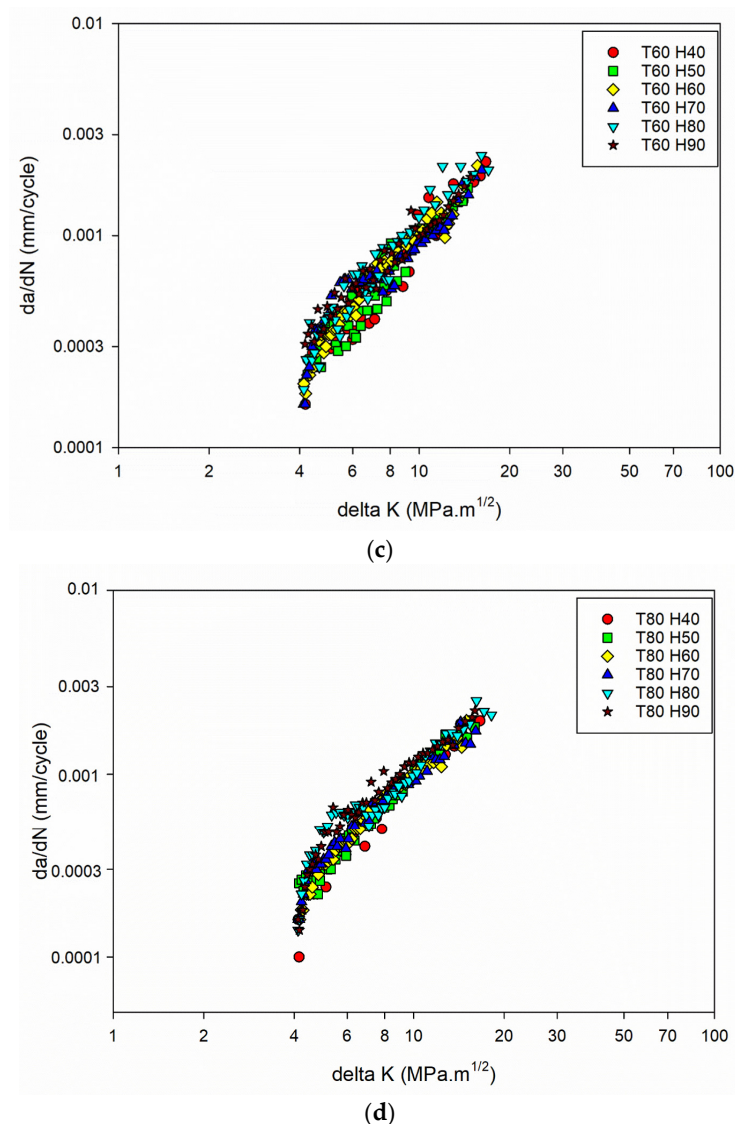 0.01
T60 H40
T60 H50
T60 H60
T60 H70
T60 H80
T60 H90
0.003
da/dN (mm/cycle)
0.001
0.0003
0.0001
1 2 4 6 8 10 20 30 50 70 100
delta K (MPa.m1/2)
(c)
0.01
T80 H40
T80 H50
T80 H60
T80 H70
T80 H80
T80 H90
0.003
da/dN (mm/cycle)
0.001
0.0003
0.0001
1 2 4 6 8 10 20 30 50 70 100
delta K (MPa.m1/2)
(d)